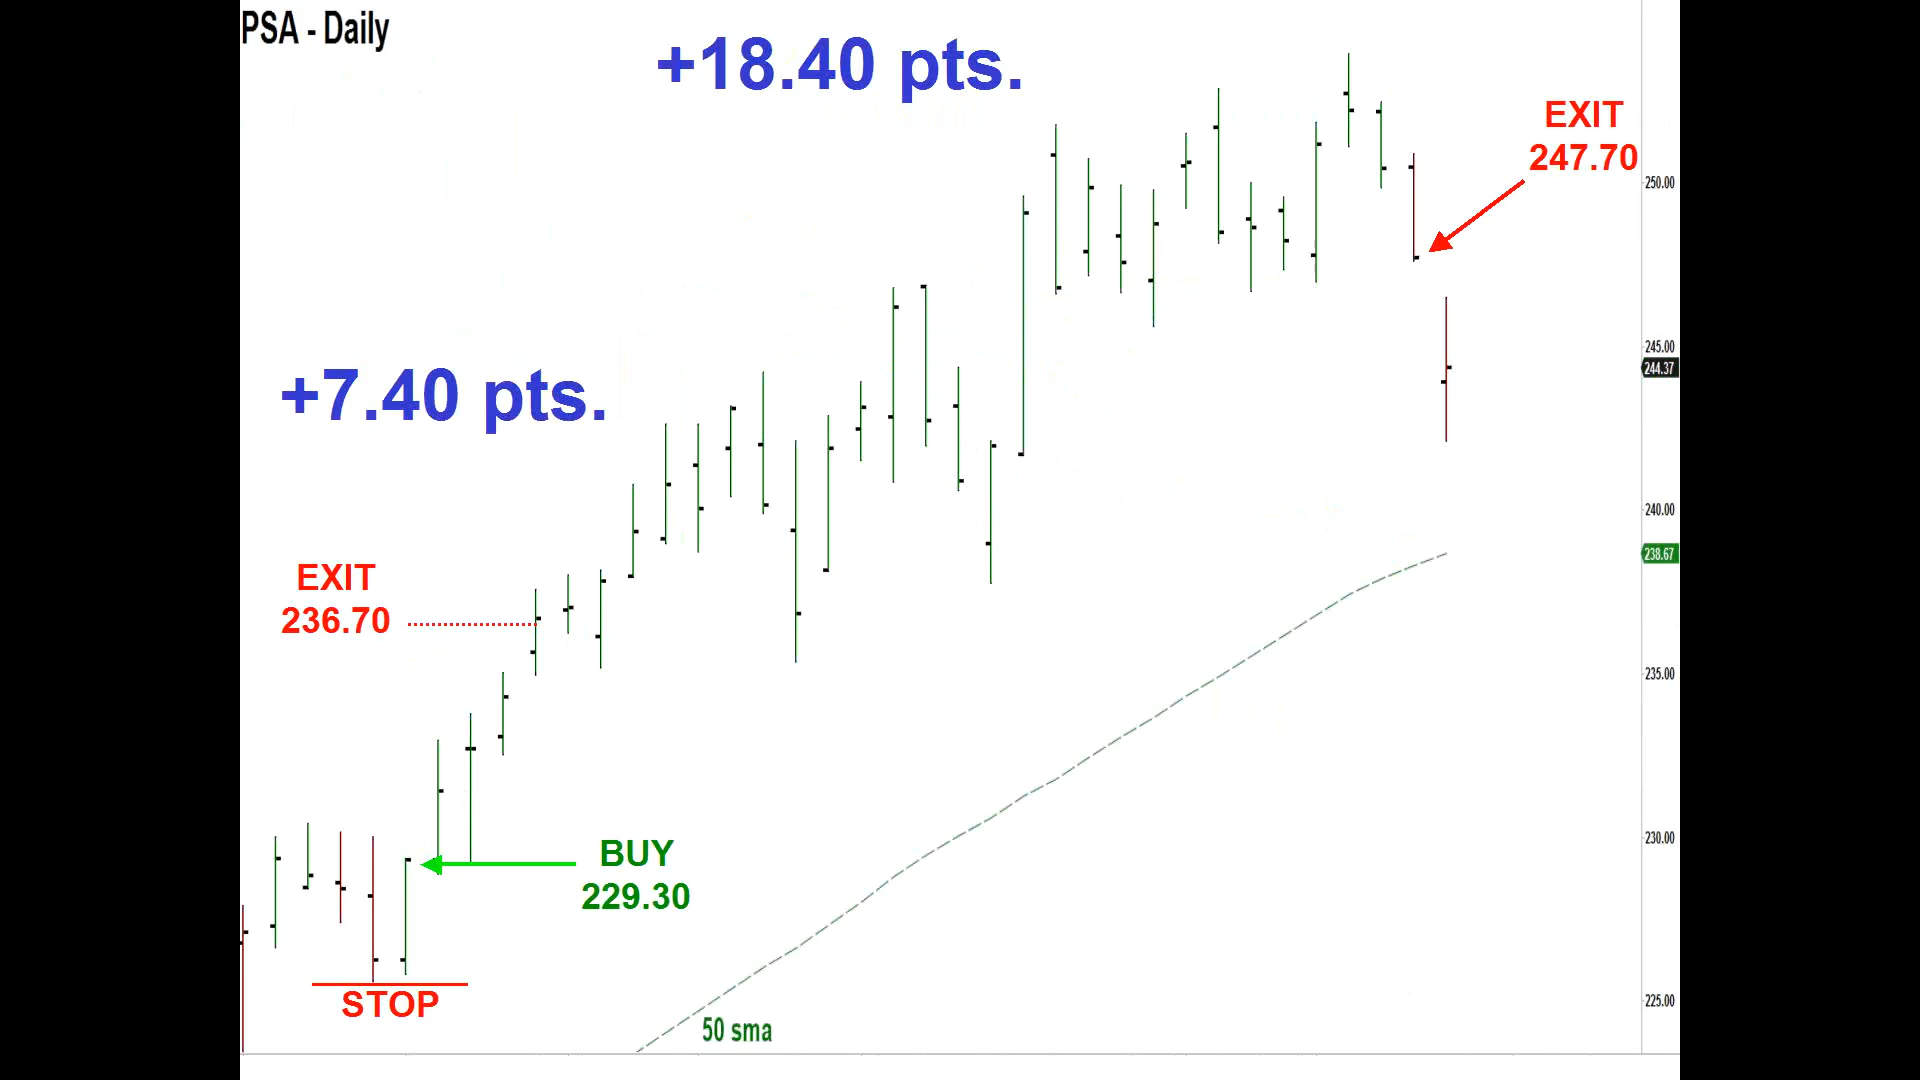 PSA - Daily
+18.40 pts.
EXIT
247.70
250.00
245.00
244.37
+7.40 pts.
240.00
238.67
EXIT
236.70
235.00
230.00
BUY
229.30
225.00
STOP
50 sma